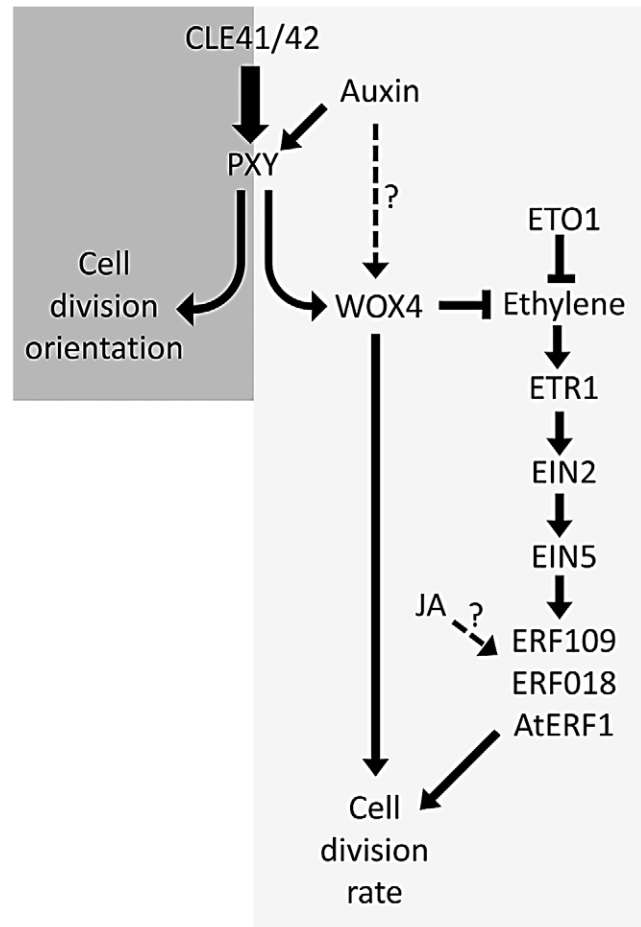 CLE41/42
Auxin
PXY
?
ETO1
Cell
division
orientation
WOX4
Ethylene
ETR1
EIN2
EIN5
JA
?
ERF109
ERF018
AtERF1
Cell
division
rate